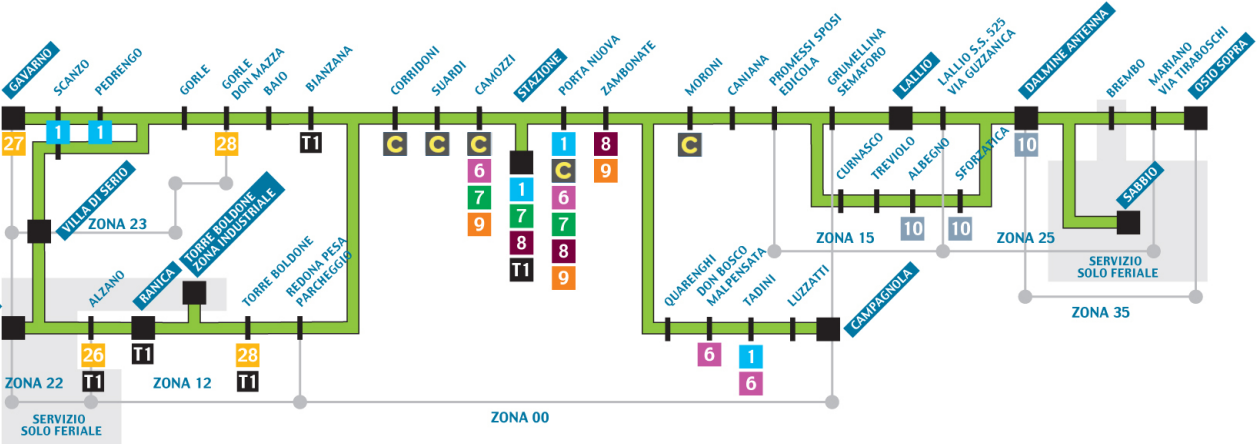 GAVARNO
SCANZO
PEDRENGO
GORLE
GORLE
DON MAZZA
BAIO
BIANZANA
CORRIDONI
SUARDI
CAMOZZI
STAZIONE
PORTA NUOVA
ZAMBONATE
MORONI
CANIANA
PROMESSI SPOSI
EDICOLA
GRUMELLINA
SEMAFORO
LALLIO
LALLIO S.S. 525
VIA GUZZANICA
DALMINE ANTENNA
BREMBO
MARIANO
VIA TIRABOSCHI
OSIO SOPRA
27
1
1
28
T1
C
C
C
6
7
9
1
7
8
T1
1
C
6
7
8
9
8
9
C
10
CURNASCO
TREVIOLO
ALBEGNO
SFORZATICA
10
10
SABBIO
VILLA DI SERIO
ZONA 23
TORRE BOLDONE
ZONA INDUSTRIALE
ZONA 15
ZONA 25
SERVIZIO
SOLO FERIALE
ZONA 35
ALZANO
RANICA
TORRE BOLDONE
REDONA PESA
PARCHEGGIO
QUARENGHI
DON BOSCO
MALPENSATA
TADINI
LUZZATTI
CAMPAGNOLA
26
T1
T1
28
T1
6
1
6
ZONA 22
ZONA 12
ZONA 00
SERVIZIO
SOLO FERIALE